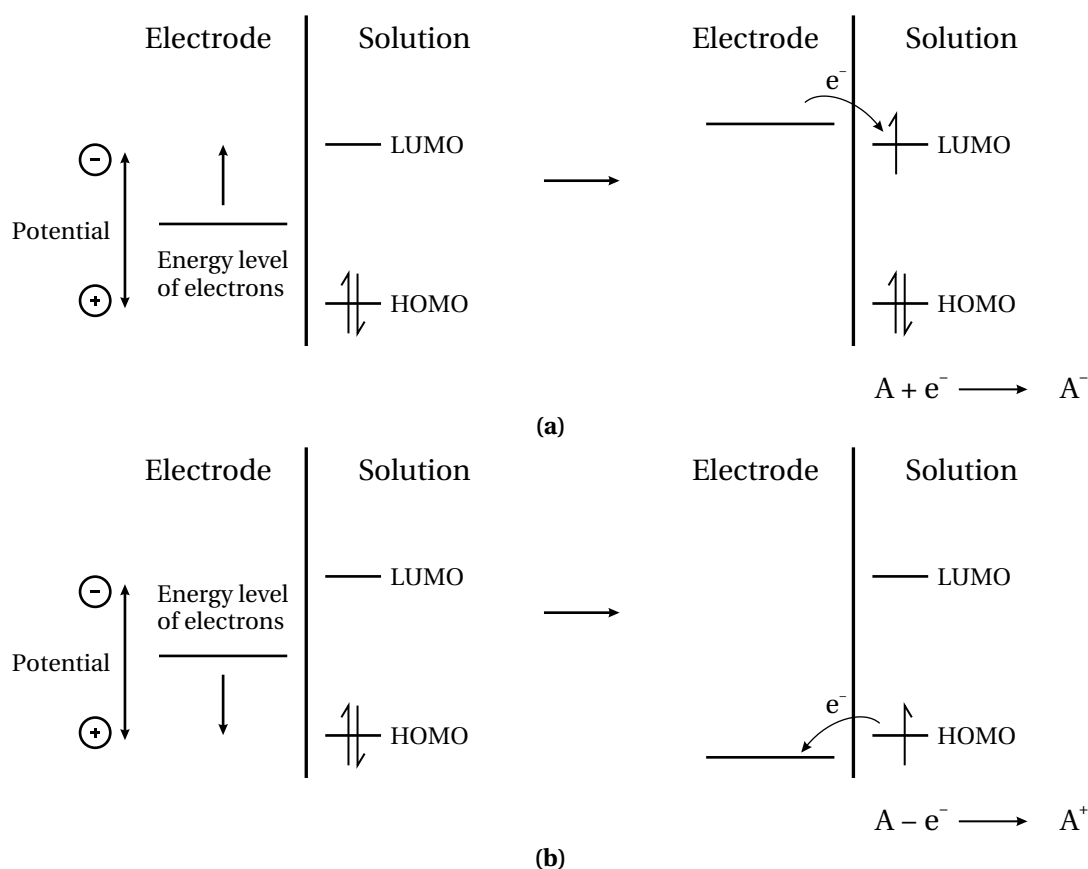 Electrode Solution Electrode Solution
e⁻
− LUMO LUMO
Potential
Energy level
of electrons
+ HOMO HOMO
A + e⁻ ⟶ A⁻
(a)
Electrode Solution Electrode Solution
− LUMO LUMO
Energy level
of electrons
Potential
e⁻
+ HOMO HOMO
A − e⁻ ⟶ A⁺
(b)